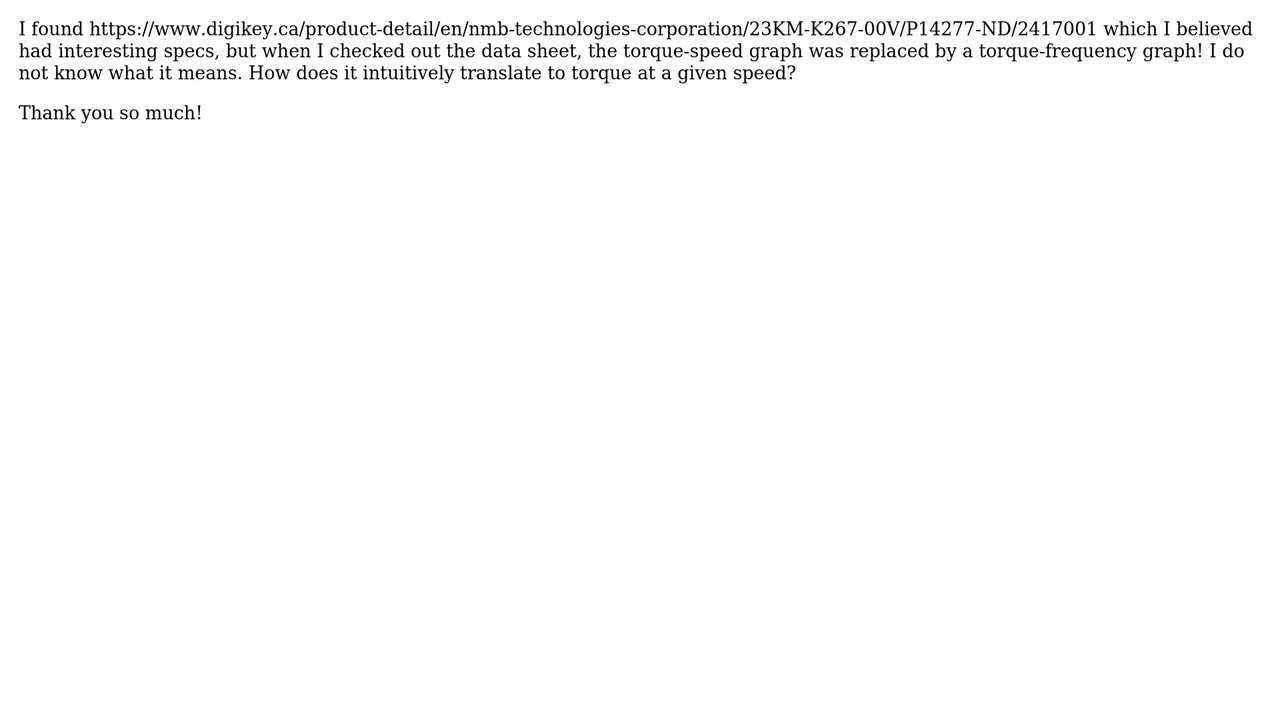 I found https://www.digikey.ca/product-detail/en/nmb-technologies-corporation/23KM-K267-00V/P14277-ND/2417001 which I believed
had interesting specs, but when I checked out the data sheet, the torque-speed graph was replaced by a torque-frequency graph! I do
not know what it means. How does it intuitively translate to torque at a given speed?
Thank you so much!